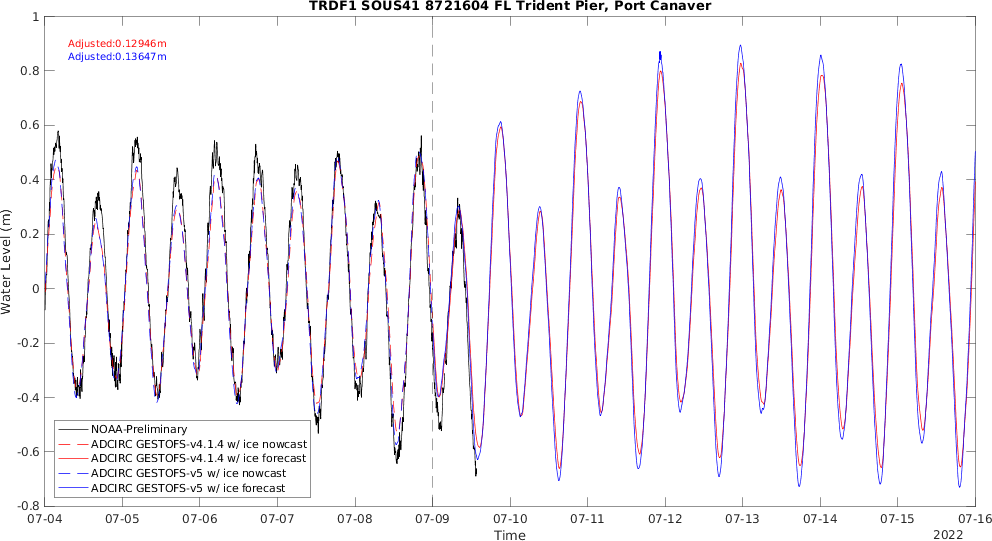 TRDF1 SOUS41 8721604 FL Trident Pier, Port Canaver
Adjusted:0.12946m
Adjusted:0.13647m
Water Level (m)
1
0.8
0.6
0.4
0.2
0
-0.2
-0.4
-0.6
-0.8
NOAA-Preliminary
ADCIRC GESTOFS-v4.1.4 w/ ice nowcast
ADCIRC GESTOFS-v4.1.4 w/ ice forecast
ADCIRC GESTOFS-v5 w/ ice nowcast
ADCIRC GESTOFS-v5 w/ ice forecast
07-04 07-05 07-06 07-07 07-08 07-09 07-10 07-11 07-12 07-13 07-14 07-15 07-16
Time
2022